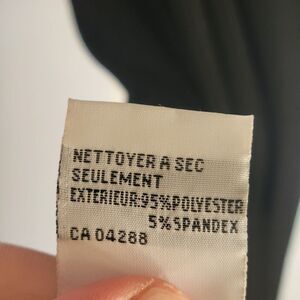 NETTOYER A SEC
SEULEMENT
EXTERIEUR:95%POLYESTER
5%SPANDEX
CA 04288